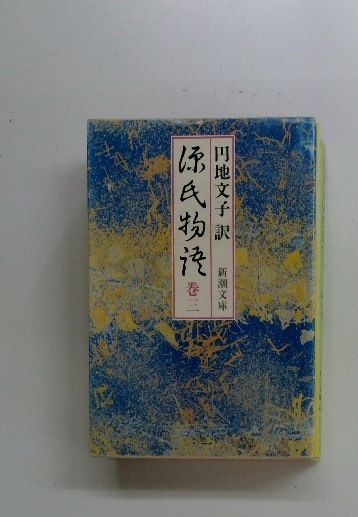 円地文子 訳
新潮文庫
源氏物語
巻三